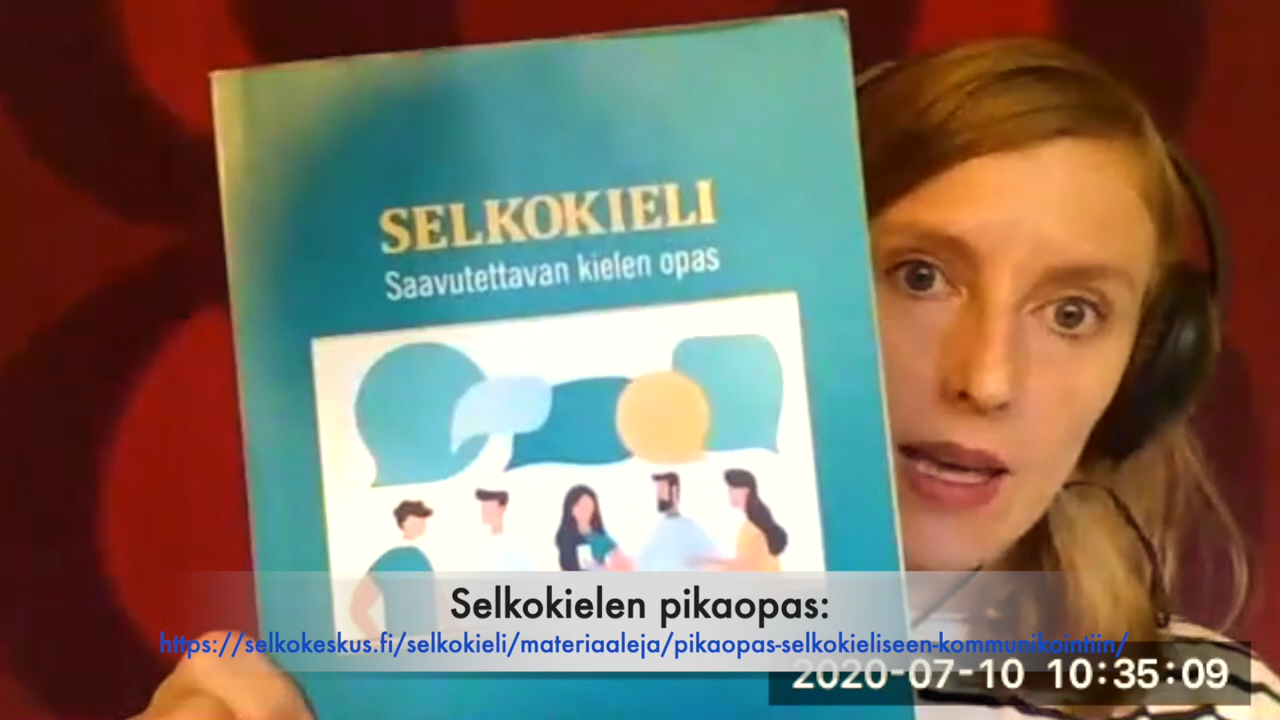 SELKOKIELI
Saavutettavan kielen opas
Selkokielen pikaopas:
https://selkokeskus.fi/selkokieli/materiaaleja/pikaopas-selkokieliseen-kommunikointiin/
2020-07-10 10:35:09